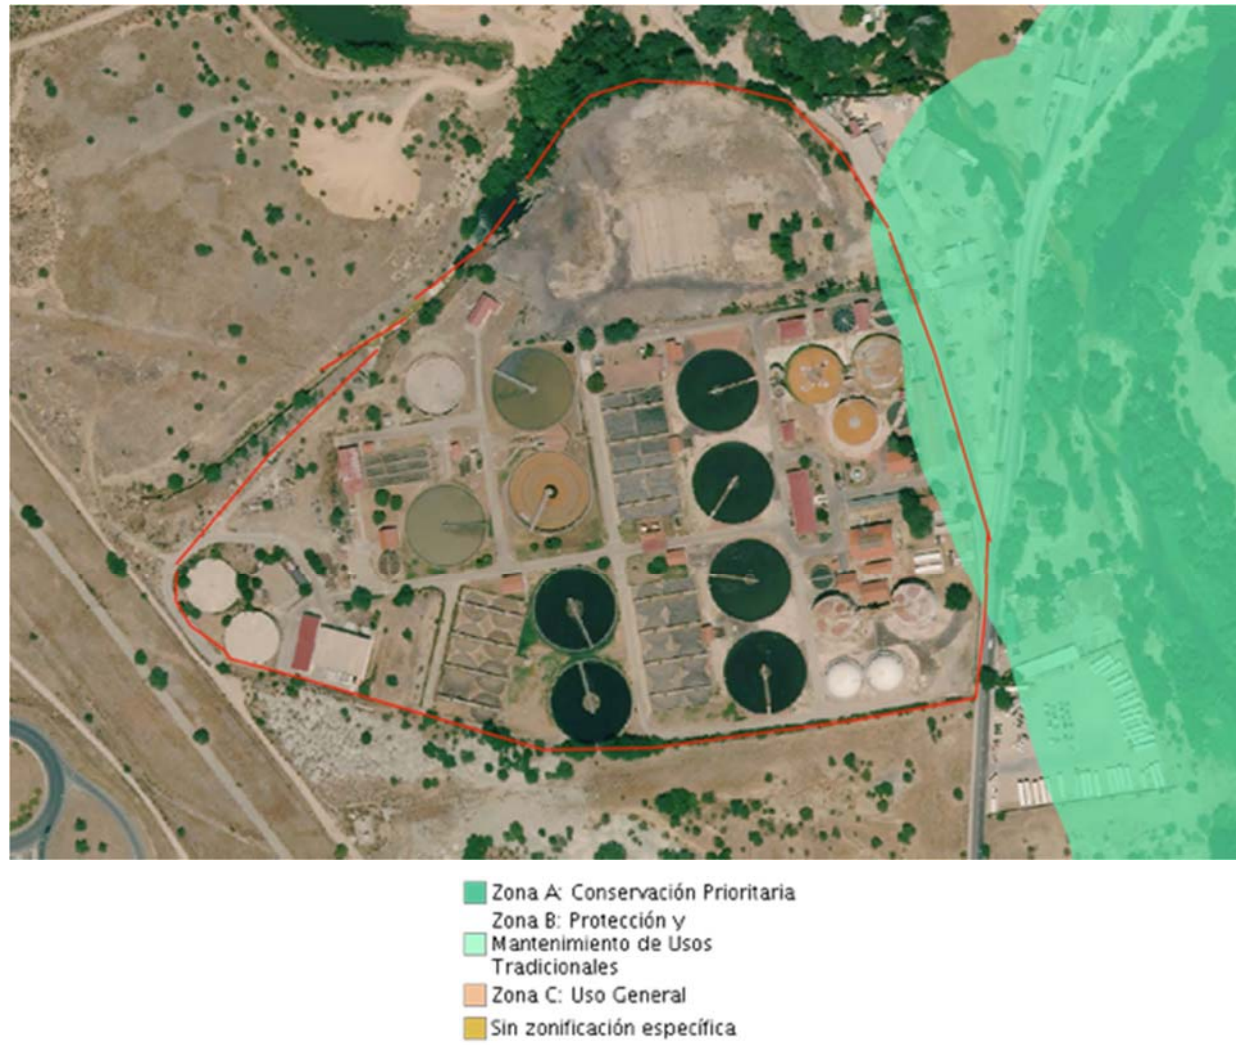 Zona A: Conservación Prioritaria
Zona B: Protección y
Mantenimiento de Usos
Tradicionales
Zona C: Uso General
Sin zonificación específica